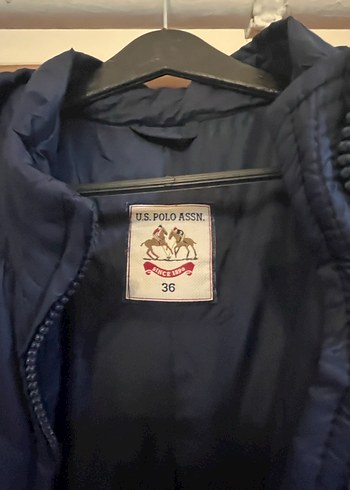 U.S. POLO ASSN.
SINCE 1890
36